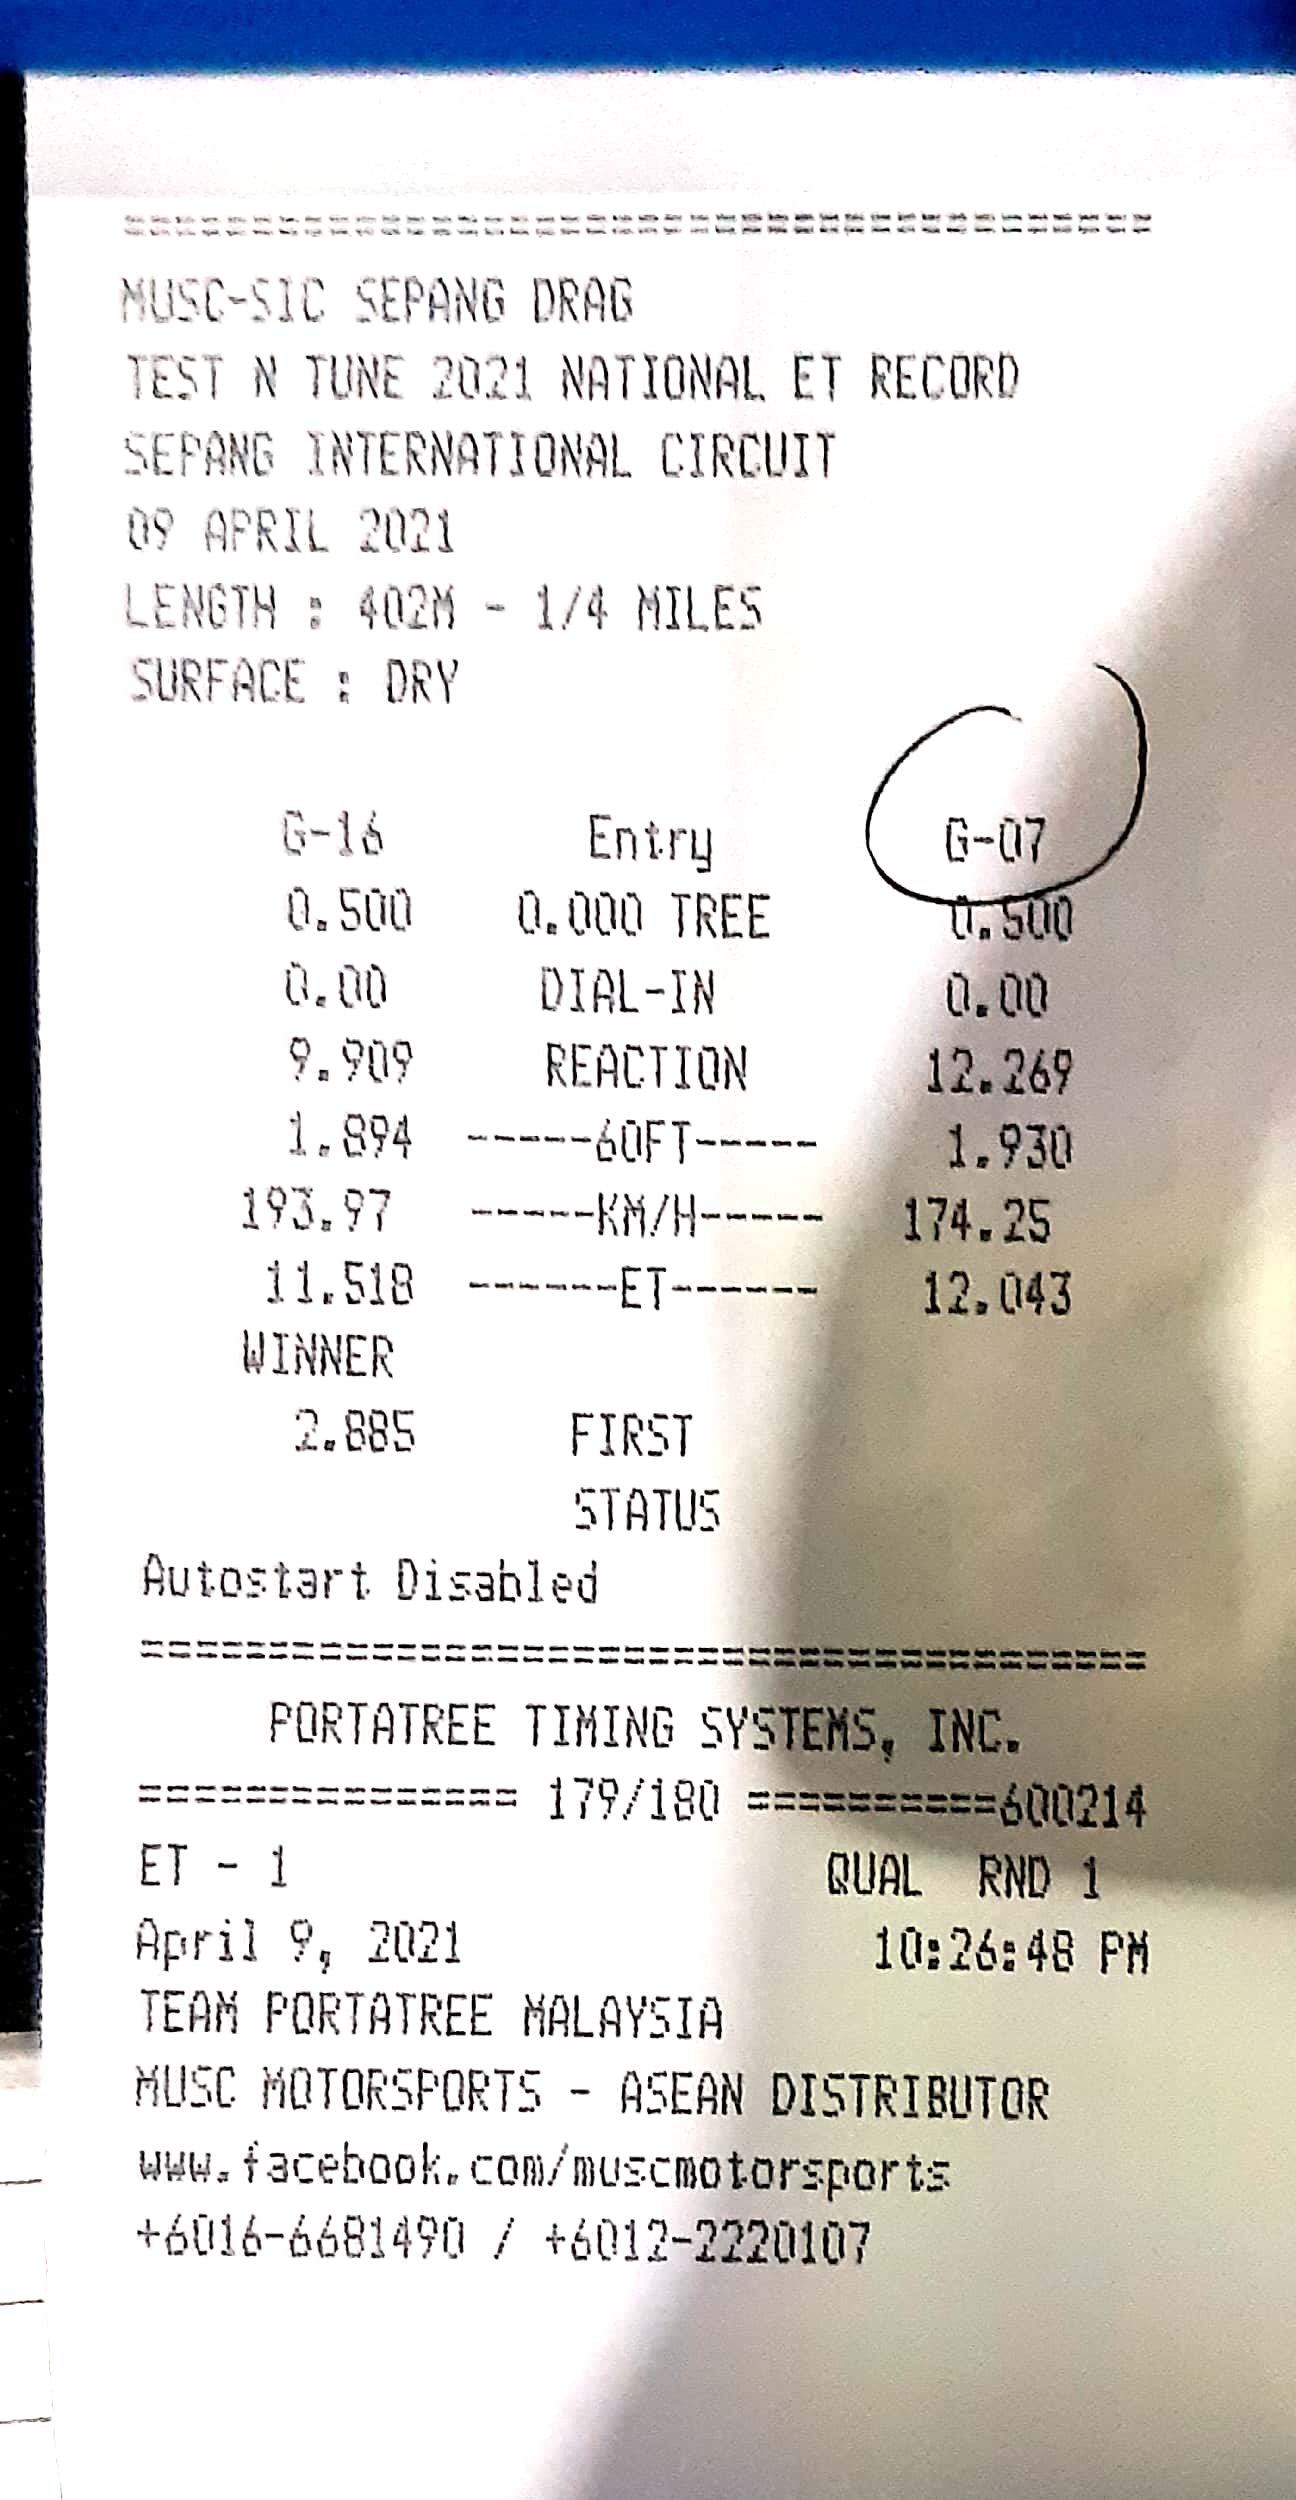 =========================================
MUSC-SIC SEPANG DRAG
TEST N TUNE 2021 NATIONAL ET RECORD
SEPANG INTERNATIONAL CIRCUIT
09 APRIL 2021
LENGTH : 402M - 1/4 MILES
SURFACE : DRY
G-16 Entry G-07
0.500 0.000 TREE 0.500
0.00 DIAL-IN 0.00
9.909 REACTION 12.269
1.894 -----60FT----- 1.930
193.97 -----KM/H----- 174.25
11.518 ------ET------ 12.043
WINNER
2.885 FIRST
STATUS
Autostart Disabled
========================================
PORTATREE TIMING SYSTEMS, INC.
=============== 179/180 ==========600214
ET - 1 QUAL RND 1
April 9, 2021 10:26:48 PM
TEAM PORTATREE MALAYSIA
MUSC MOTORSPORTS - ASEAN DISTRIBUTOR
www.facebook.com/muscmotorsports
+6016-6681490 / +6012-2220107